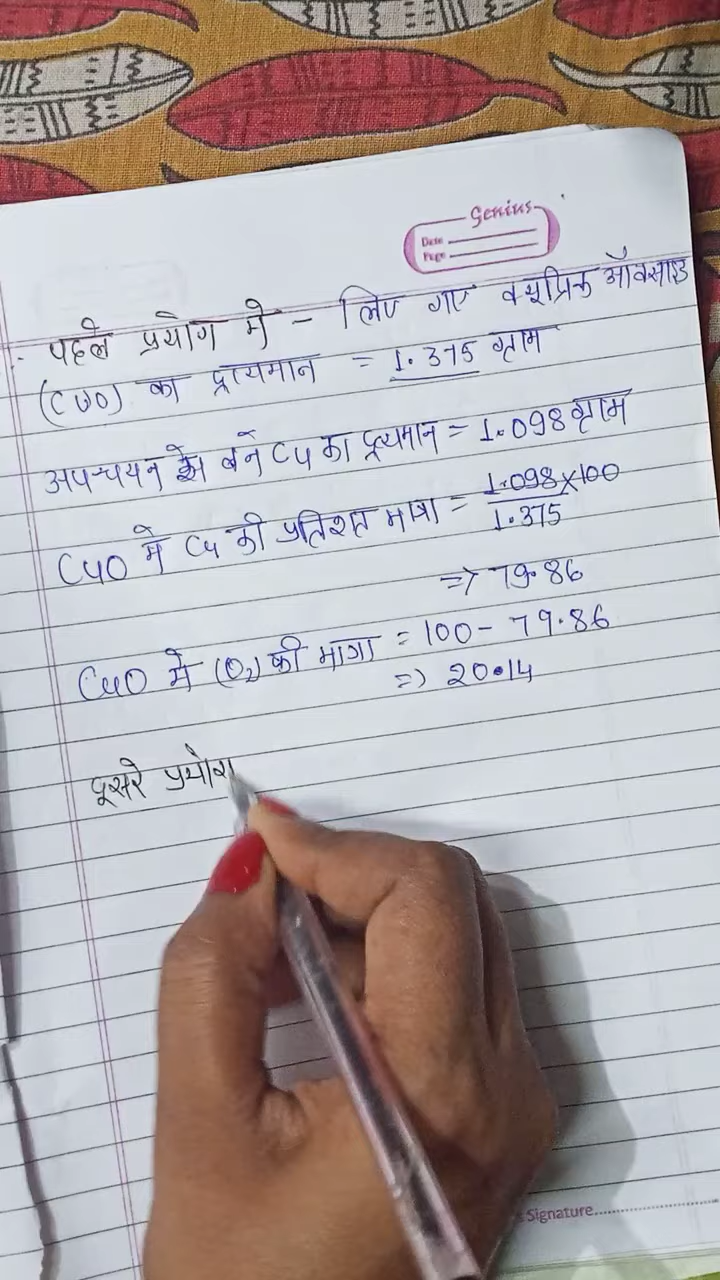 Genius
Date
Page
पहले प्रयोग में - लिए गए क्यूप्रिक ऑक्साइड
(CuO) का द्रव्यमान = 1.375 ग्राम
अपश्चयन से बने Cu का द्रव्यमान = 1.098 ग्राम
CuO में Cu की प्रतिशत मात्रा = 1.098×100
1.375
=> 79.86
CuO में (O₂) की मात्रा = 100 - 79.86
=> 20.14
दूसरे प्रयोग
Signature